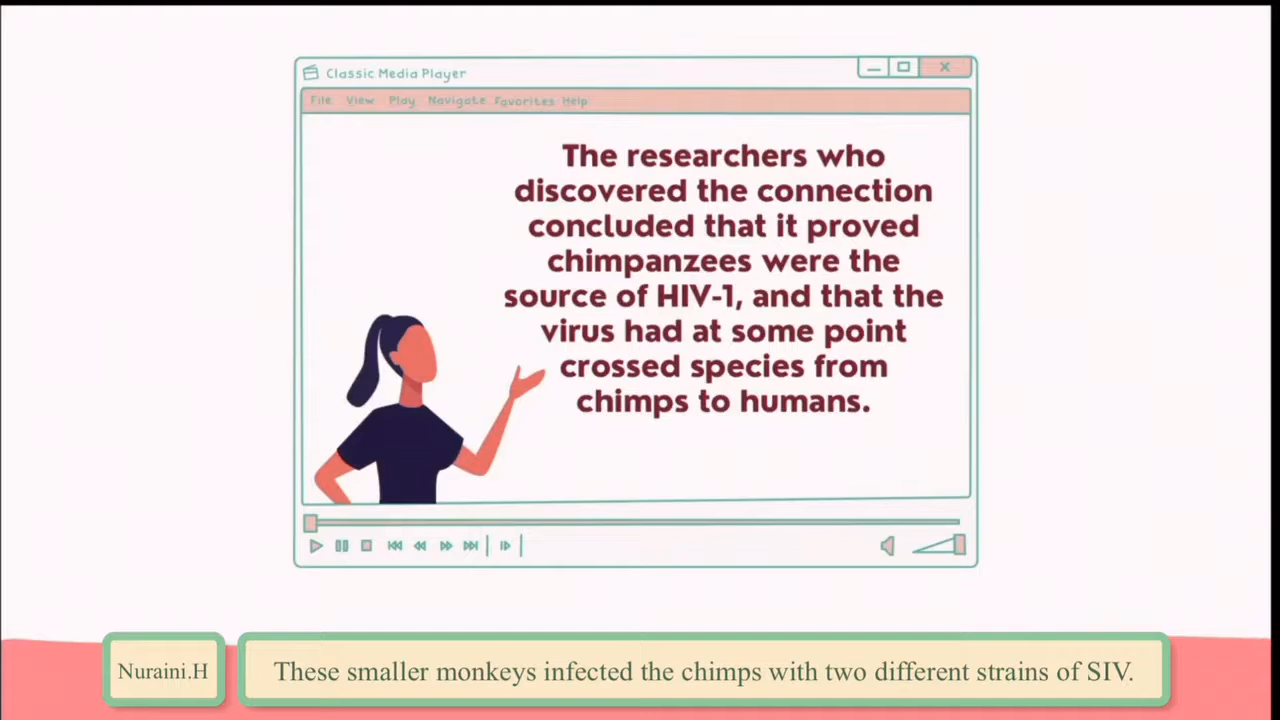 Classic Media Player
File View Play Navigate Favorites Help
The researchers who
discovered the connection
concluded that it proved
chimpanzees were the
source of HIV-1, and that the
virus had at some point
crossed species from
chimps to humans.
Nuraini.H
These smaller monkeys infected the chimps with two different strains of SIV.